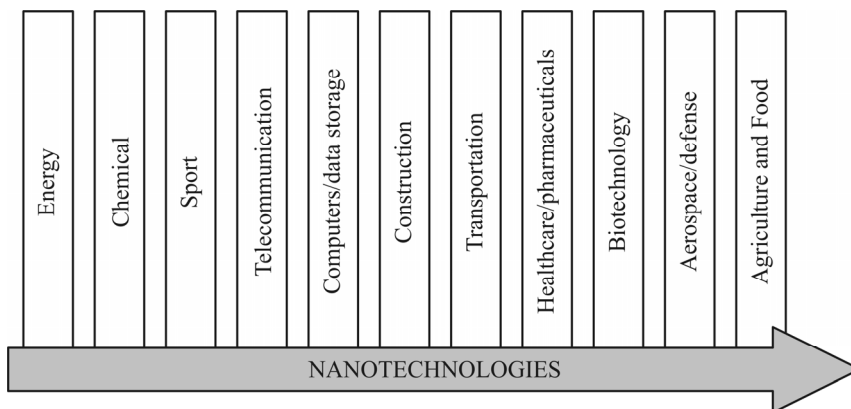 Energy
Chemical
Sport
Telecommunication
Computers/data storage
Construction
Transportation
Healthcare/pharmaceuticals
Biotechnology
Aerospace/defense
Agriculture and Food
NANOTECHNOLOGIES